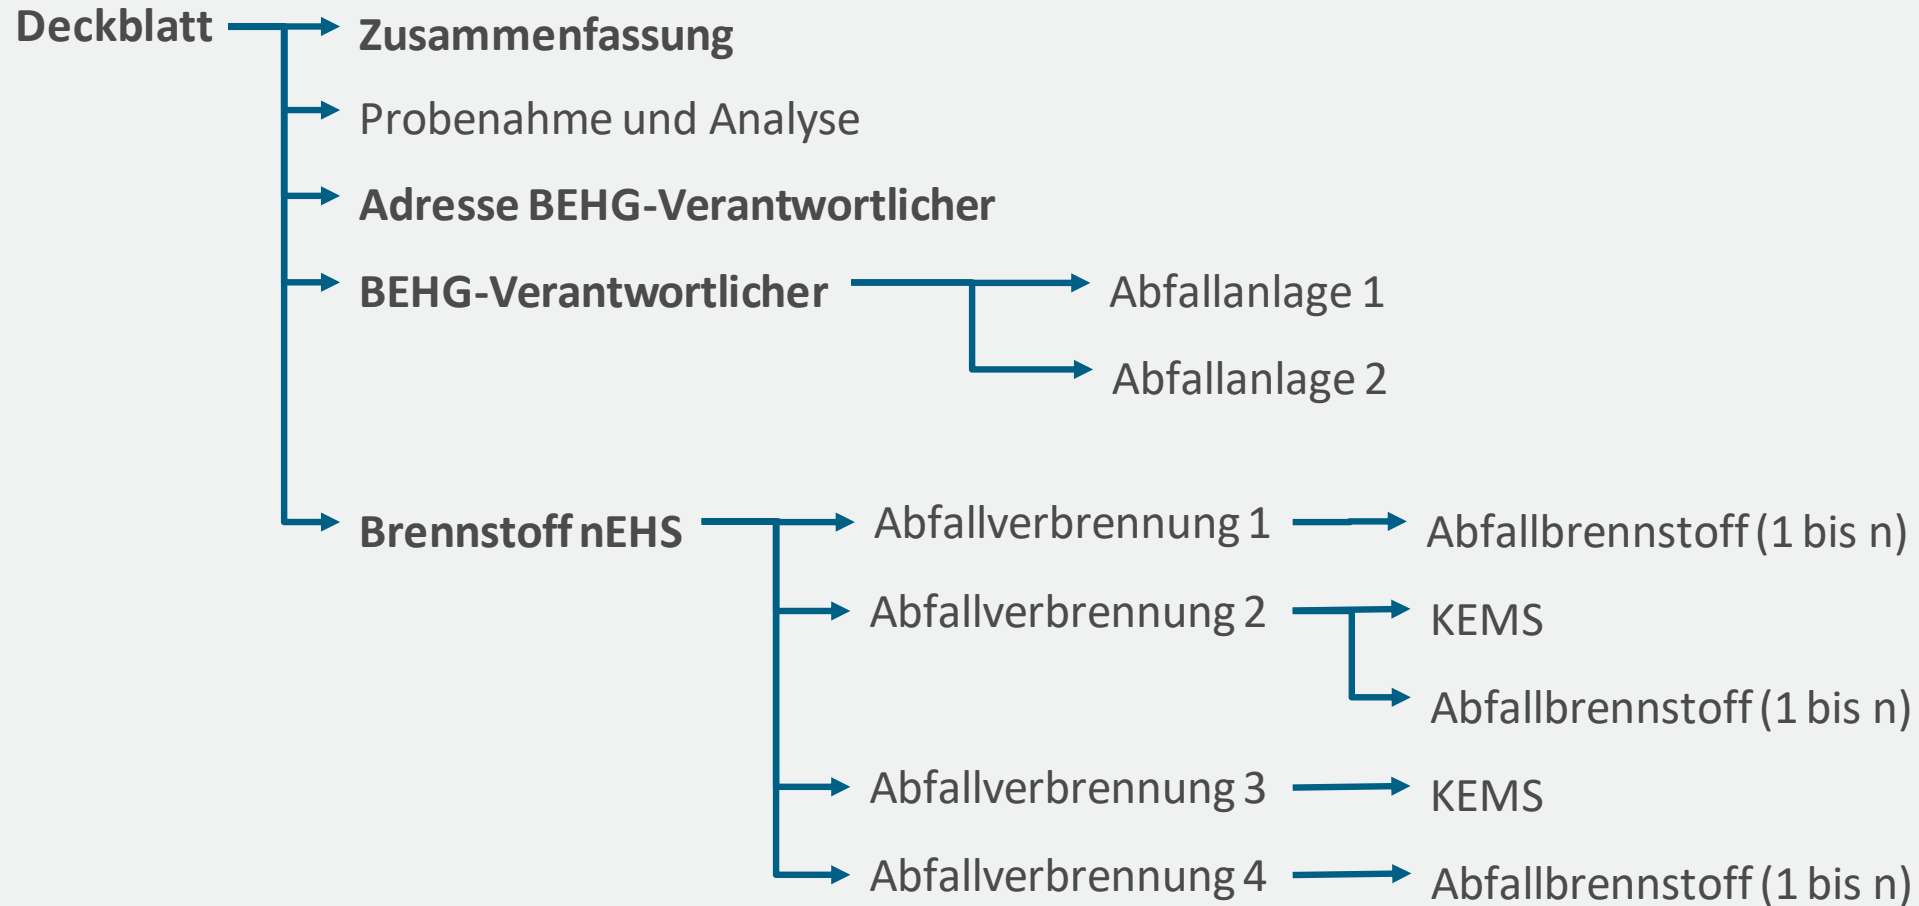 Deckblatt
Zusammenfassung
Probenahme und Analyse
Adresse BEHG-Verantwortlicher
BEHG-Verantwortlicher
Abfallanlage 1
Abfallanlage 2
Brennstoff nEHS
Abfallverbrennung 1
Abfallbrennstoff (1 bis n)
Abfallverbrennung 2
KEMS
Abfallbrennstoff (1 bis n)
Abfallverbrennung 3
KEMS
Abfallverbrennung 4
Abfallbrennstoff (1 bis n)